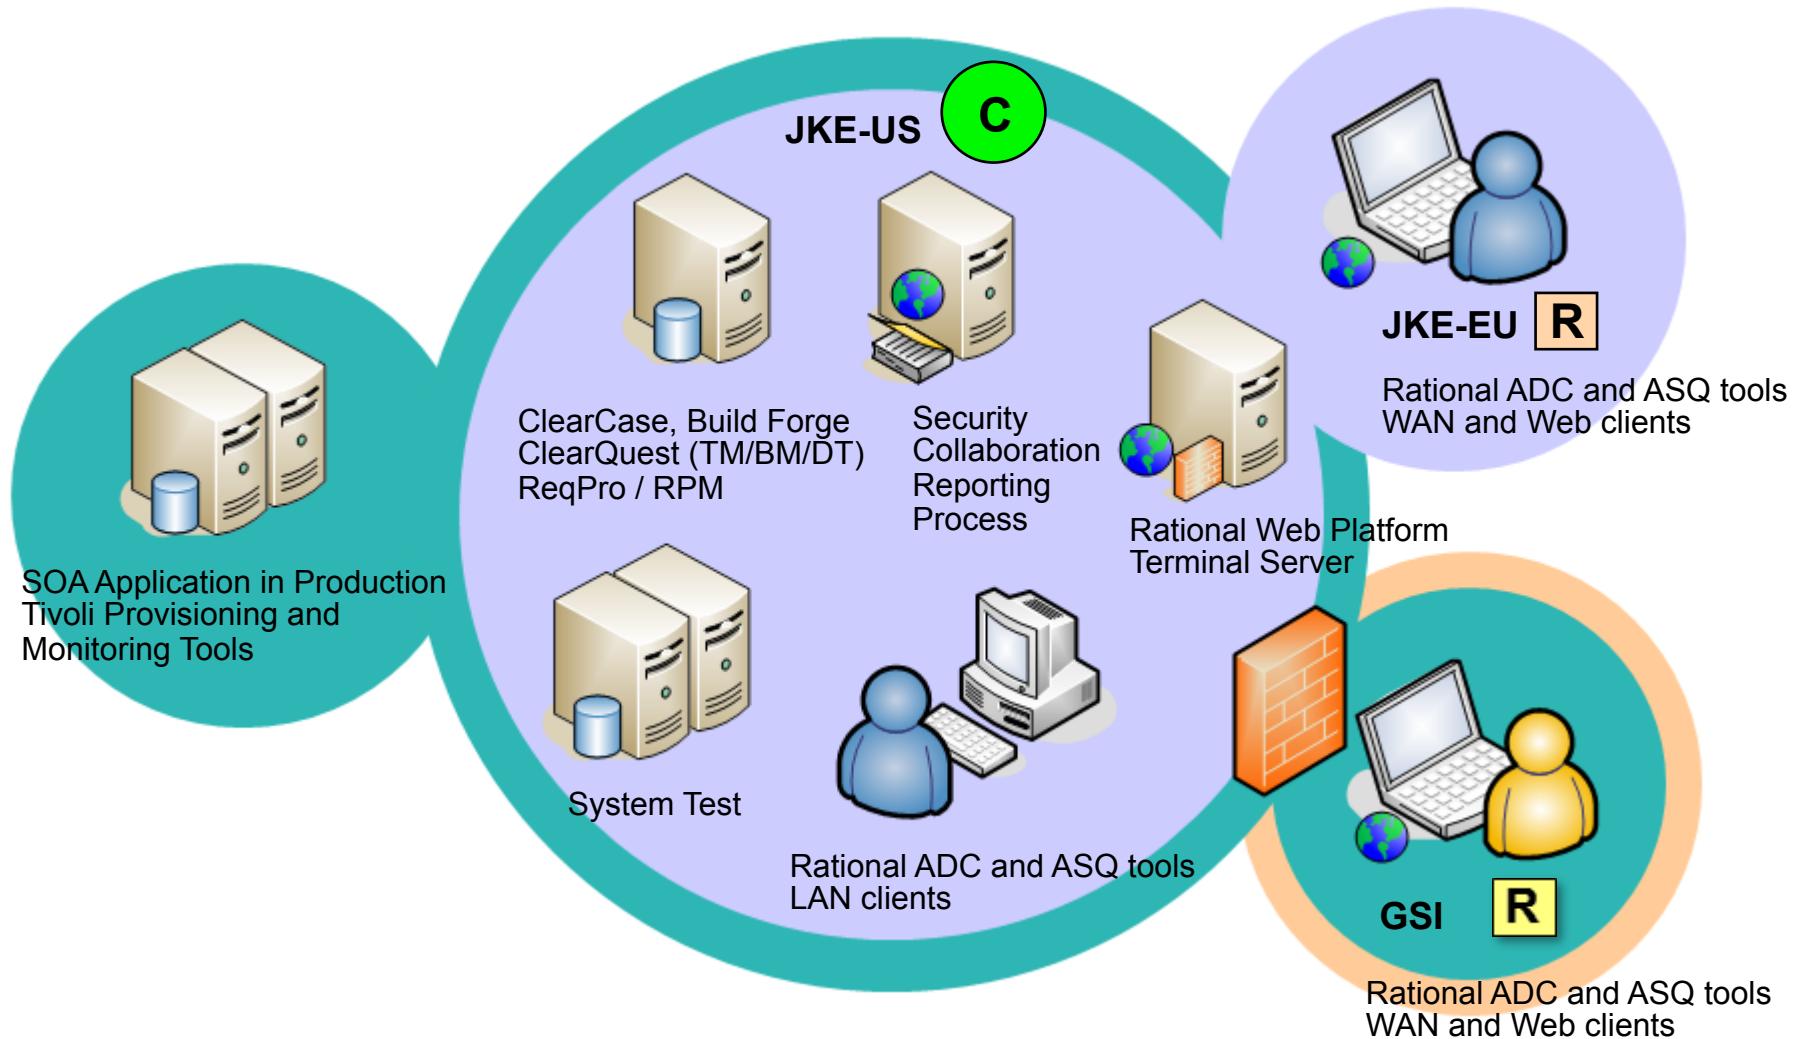 JKE-US
C
ClearCase, Build Forge
ClearQuest (TM/BM/DT)
ReqPro / RPM
Security
Collaboration
Reporting
Process
Rational Web Platform
Terminal Server
JKE-EU R
Rational ADC and ASQ tools
WAN and Web clients
SOA Application in Production
Tivoli Provisioning and
Monitoring Tools
System Test
Rational ADC and ASQ tools
LAN clients
GSI R
Rational ADC and ASQ tools
WAN and Web clients